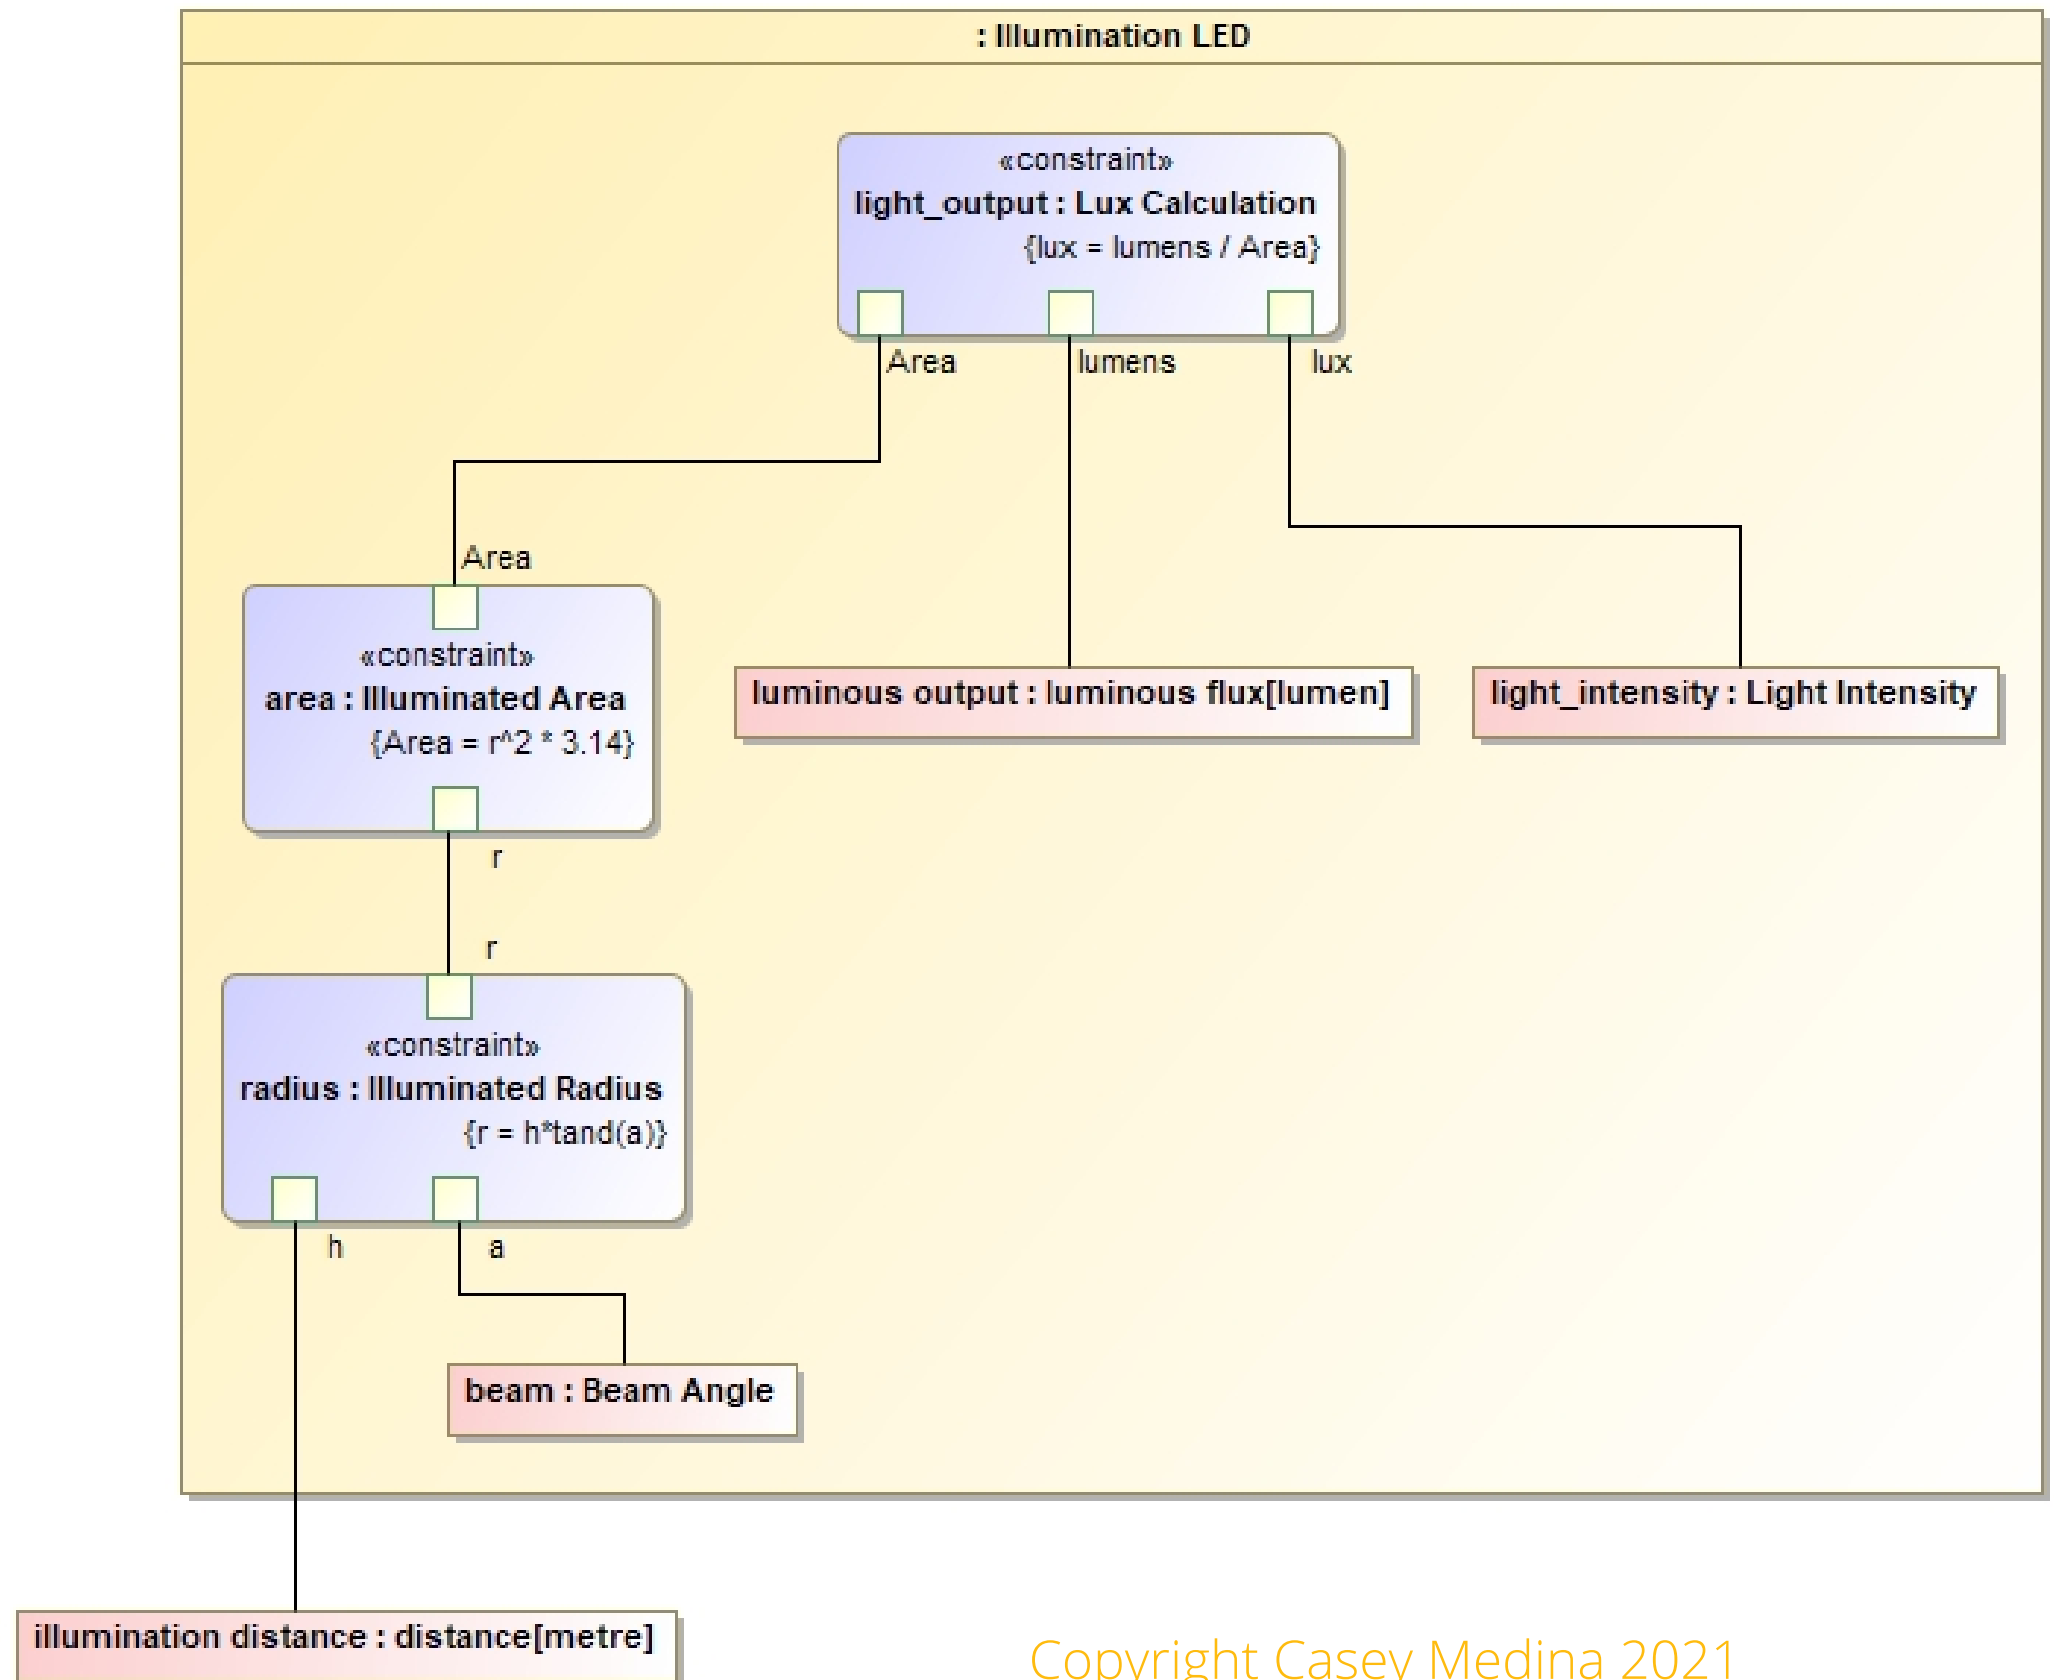 : Illumination LED
«constraint»
light_output : Lux Calculation
{lux = lumens / Area}
Area
lumens
lux
Area
«constraint»
area : Illuminated Area
{Area = r^2 * 3.14}
luminous output : luminous flux[lumen]
light_intensity : Light Intensity
r
r
«constraint»
radius : Illuminated Radius
{r = h*tand(a)}
h
a
beam : Beam Angle
illumination distance : distance[metre]
Copyright Casey Medina 2021